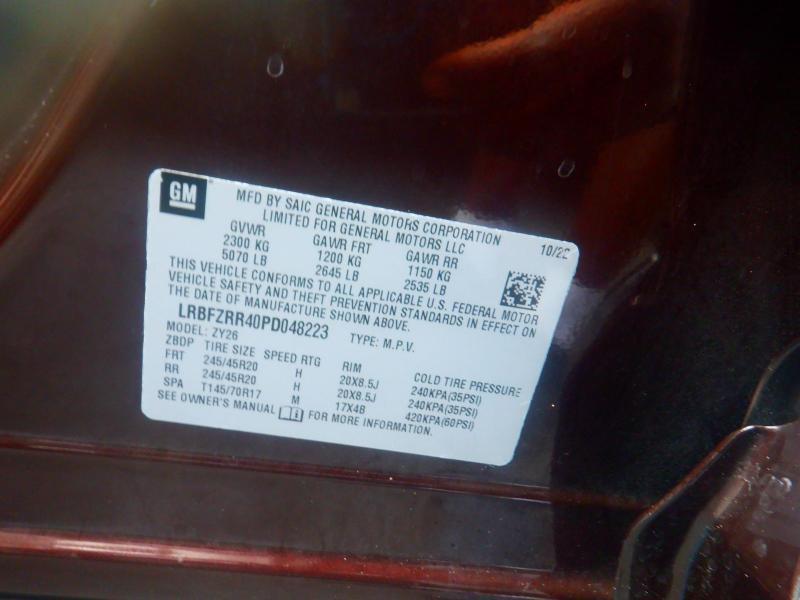 GM
MFD BY SAIC GENERAL MOTORS CORPORATION
LIMITED FOR GENERAL MOTORS LLC
10/22
GVWR GAWR FRT GAWR RR
2300 KG 1200 KG 1150 KG
5070 LB 2645 LB 2535 LB
THIS VEHICLE CONFORMS TO ALL APPLICABLE U.S. FEDERAL MOTOR
VEHICLE SAFETY AND THEFT PREVENTION STANDARDS IN EFFECT ON
THE DATE OF MANUFACTURE SHOWN ABOVE.
LRBFZRR40PD048223 TYPE: M.P.V.
MODEL: ZY26
ZBDP TIRE SIZE SPEED RTG RIM COLD TIRE PRESSURE
FRT 245/45R20 H 20X8.5J 240KPA(35PSI)
RR 245/45R20 H 20X8.5J 240KPA(35PSI)
SPA T145/70R17 M 17X4B 420KPA(60PSI)
SEE OWNER'S MANUAL FOR MORE INFORMATION.